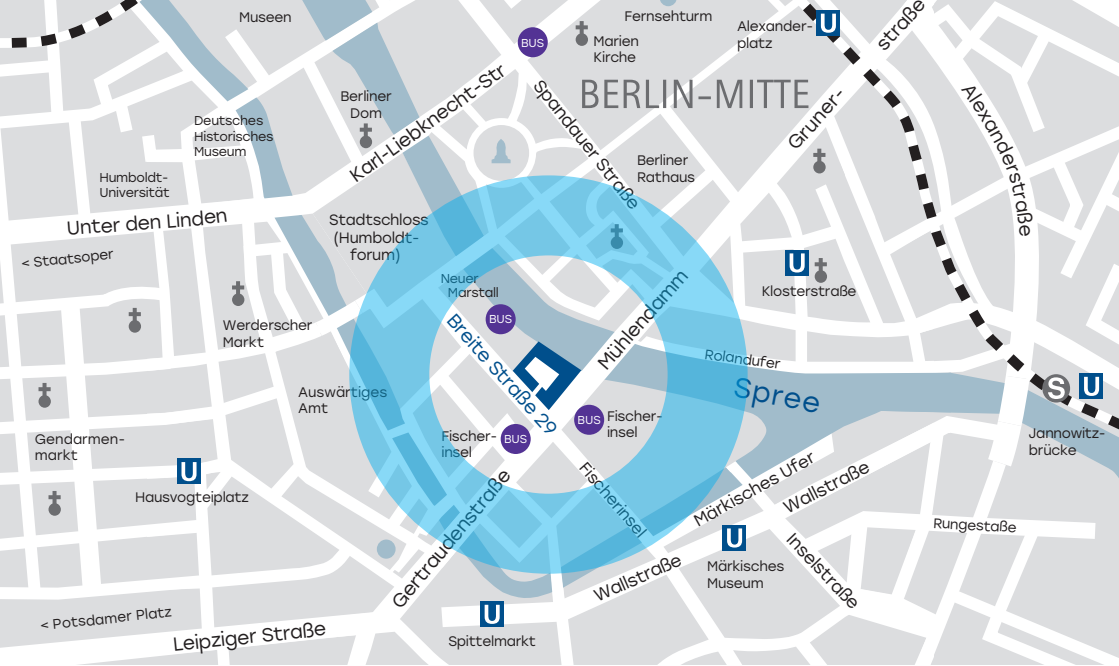 Museen
Fernsehturm
Alexander-
platz
U
straße
BUS
Marien
Kirche
BERLIN-MITTE
Karl-Liebknecht-Str
Spandauer Straße
Gruner-
Alexanderstraße
Berliner
Dom
Deutsches
Historisches
Museum
Berliner
Rathaus
Humboldt-
Universität
Unter den Linden
Stadtschloss
(Humboldt-
forum)
< Staatsoper
U
Klosterstraße
Neuer
Marstall
BUS
Mühlendamm
Werderscher
Markt
Breite Straße 29
Rolandufer
Spree
S
U
Jannowitz-
brücke
Auswärtiges
Amt
BUS
Fischer-
insel
Fischer-
insel
BUS
Gendarmen-
markt
U
Hausvogteiplatz
Fischerinsel
Märkisches Ufer
Wallstraße
Gertraudenstraße
Rungestaße
U
Märkisches
Museum
Inselstraße
Wallstraße
< Potsdamer Platz
Leipziger Straße
U
Spittelmarkt